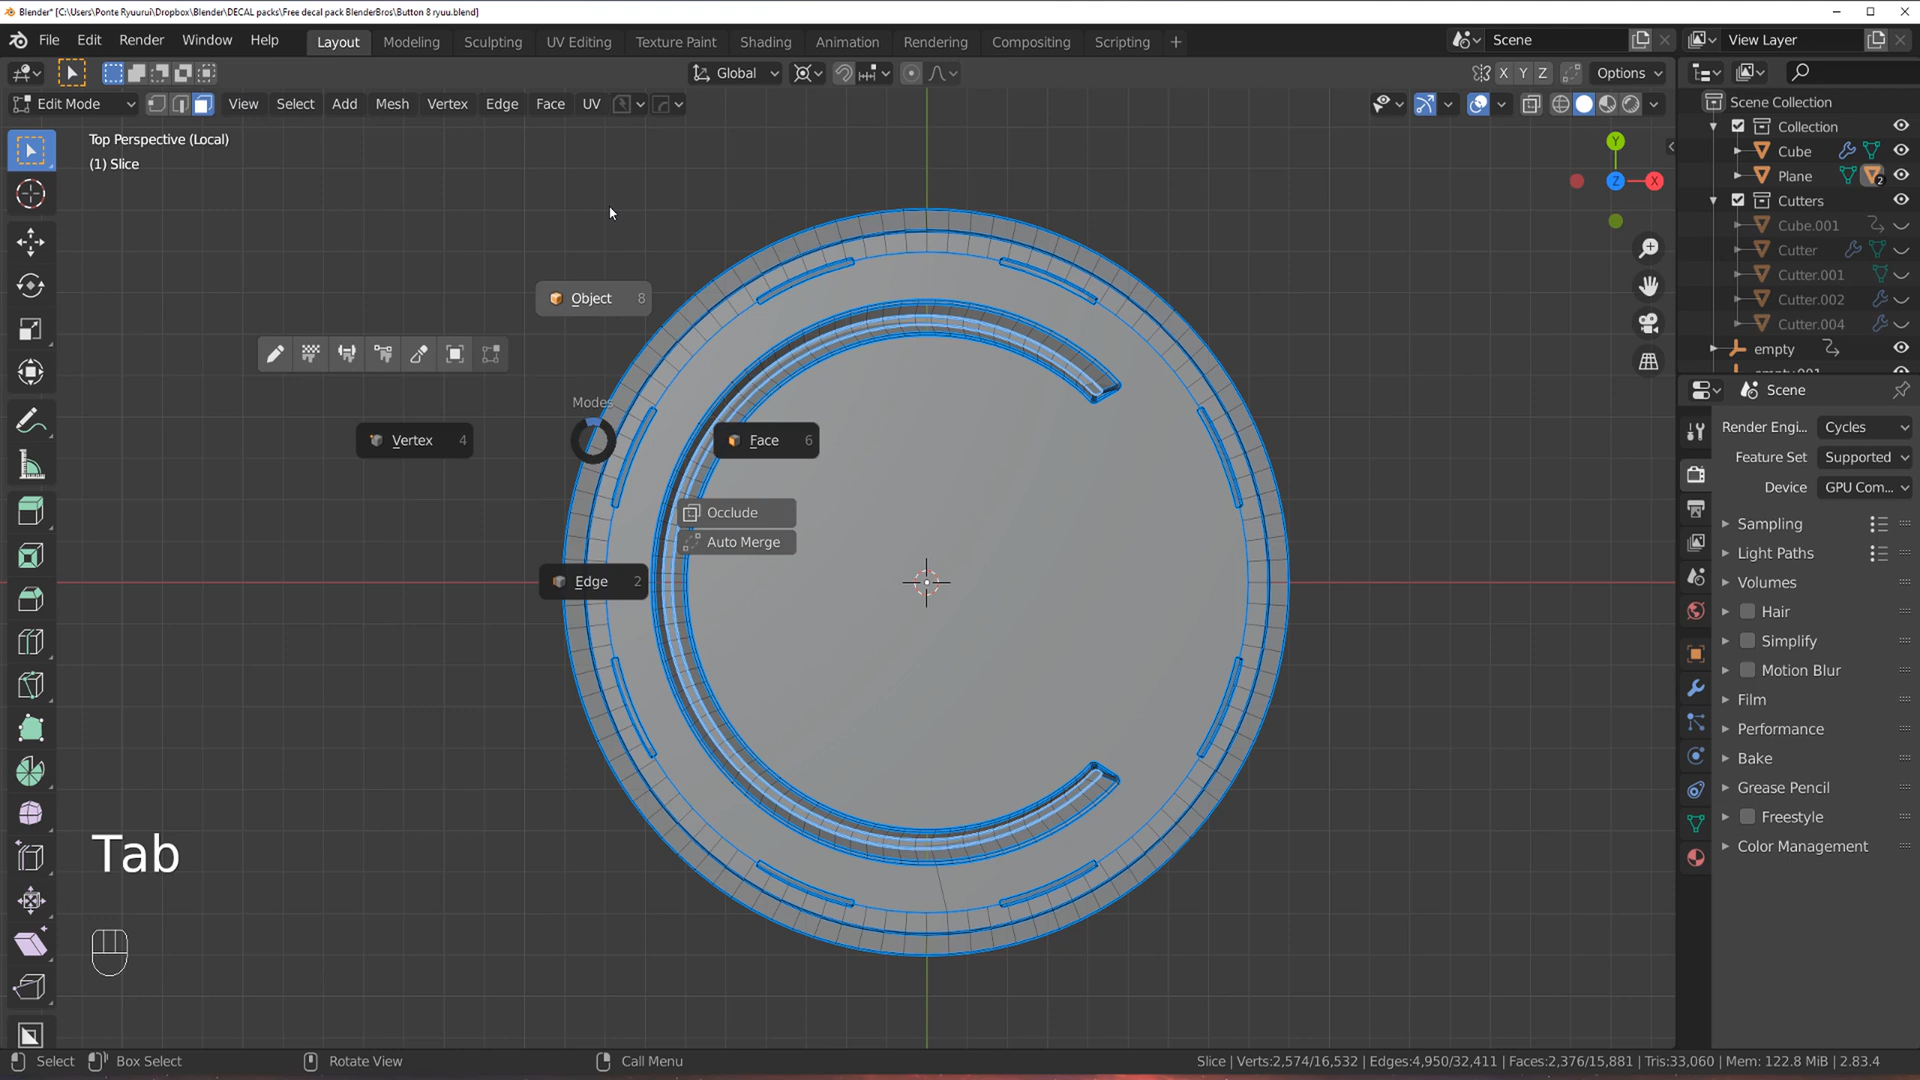 Blender* [C:\Users\Ponte Ryuurui\Dropbox\Blender\DECAL packs\Free decal pack BlenderBros\Button 8 ryuu.blend]
File Edit Render Window Help Layout Modeling Sculpting UV Editing Texture Paint Shading Animation Rendering Compositing Scripting + Scene View Layer
Global X Y Z Options
Edit Mode View Select Add Mesh Vertex Edge Face UV
Top Perspective (Local)
(1) Slice
Y
Z X
Object 8
Modes
Vertex 4
Face 6
Occlude
Auto Merge
Edge 2
Tab
Scene Collection
Collection
Cube
Plane 2
Cutters
Cube.001
Cutter
Cutter.001
Cutter.002
Cutter.004
empty
Scene
Render Engi... Cycles
Feature Set Supported
Device GPU Com...
Sampling
Light Paths
Volumes
Hair
Simplify
Motion Blur
Film
Performance
Bake
Grease Pencil
Freestyle
Color Management
Select Box Select Rotate View Call Menu Slice | Verts:2,574/16,532 | Edges:4,950/32,411 | Faces:2,376/15,881 | Tris:33,060 | Mem: 122.8 MiB | 2.83.4